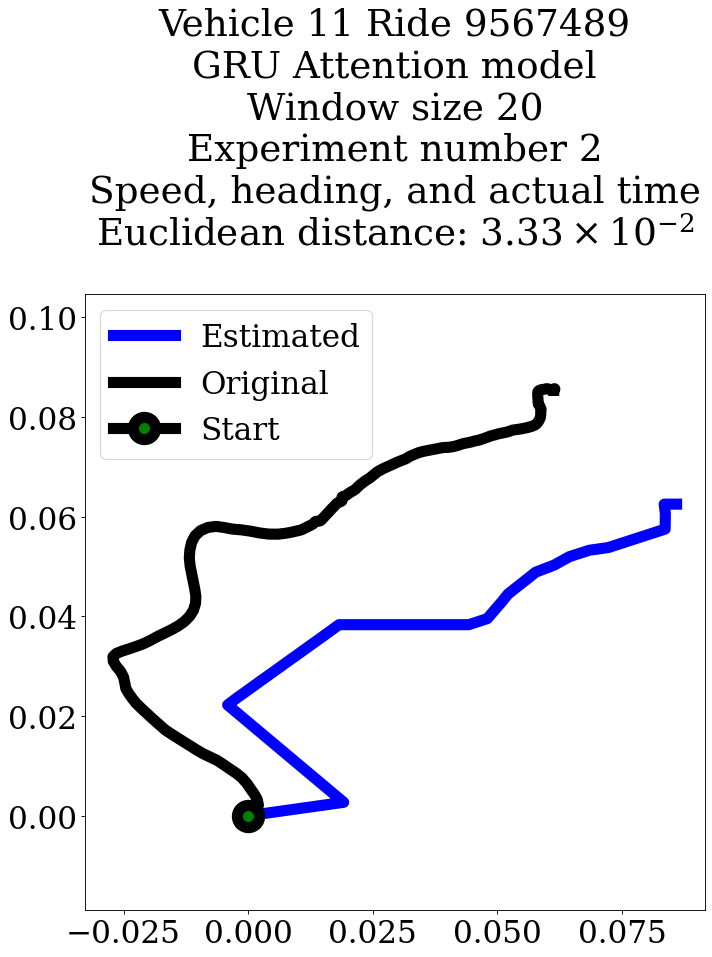 Vehicle 11 Ride 9567489
GRU Attention model
Window size 20
Experiment number 2
Speed, heading, and actual time
Euclidean distance: 3.33 × 10⁻²
Estimated
Original
Start
0.10
0.08
0.06
0.04
0.02
0.00
−0.025 0.000 0.025 0.050 0.075